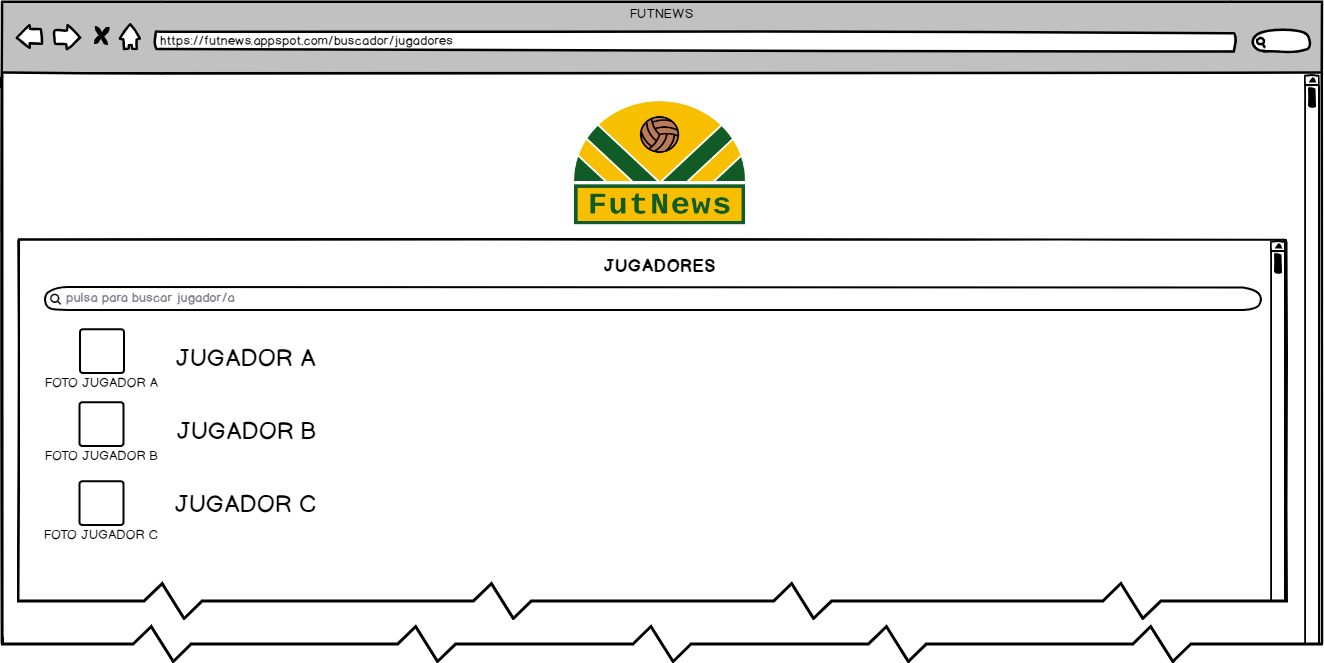 FUTNEWS
https://futnews.appspot.com/buscador/jugadores
FutNews
JUGADORES
pulsa para buscar jugador/a
JUGADOR A
FOTO JUGADOR A
JUGADOR B
FOTO JUGADOR B
JUGADOR C
FOTO JUGADOR C